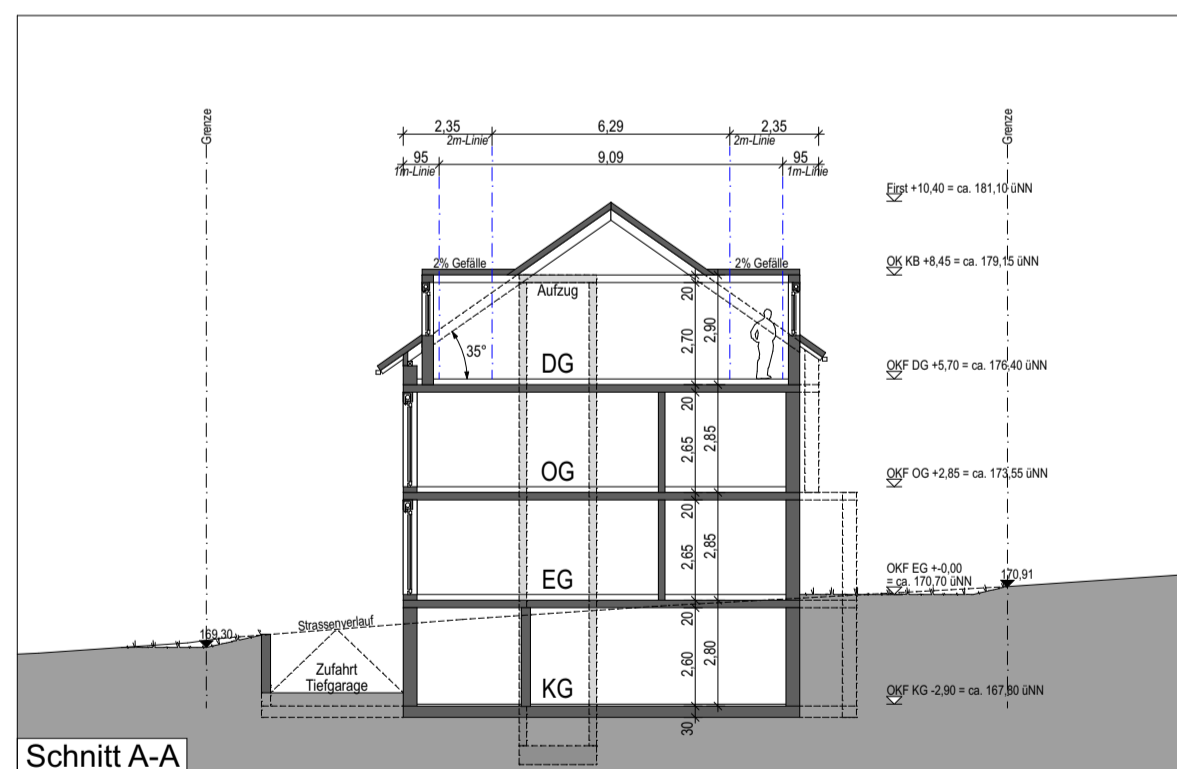 Grenze
Grenze
2,35 6,29 2,35
2m-Linie 2m-Linie
95 9,09 95
1m-Linie 1m-Linie
First +10,40 = ca. 181,10 üNN
2% Gefälle 2% Gefälle
OK KB +8,45 = ca. 179,15 üNN
Aufzug
20
2,70
2,90
35°
DG
OKF DG +5,70 = ca. 176,40 üNN
20
2,65
2,85
OG
OKF OG +2,85 = ca. 173,55 üNN
20
2,65
2,85
EG
OKF EG +-0,00
= ca. 170,70 üNN
170,91
Strassenverlauf
169,30
Zufahrt
Tiefgarage
20
2,60
2,80
KG
OKF KG -2,90 = ca. 167,80 üNN
30
Schnitt A-A